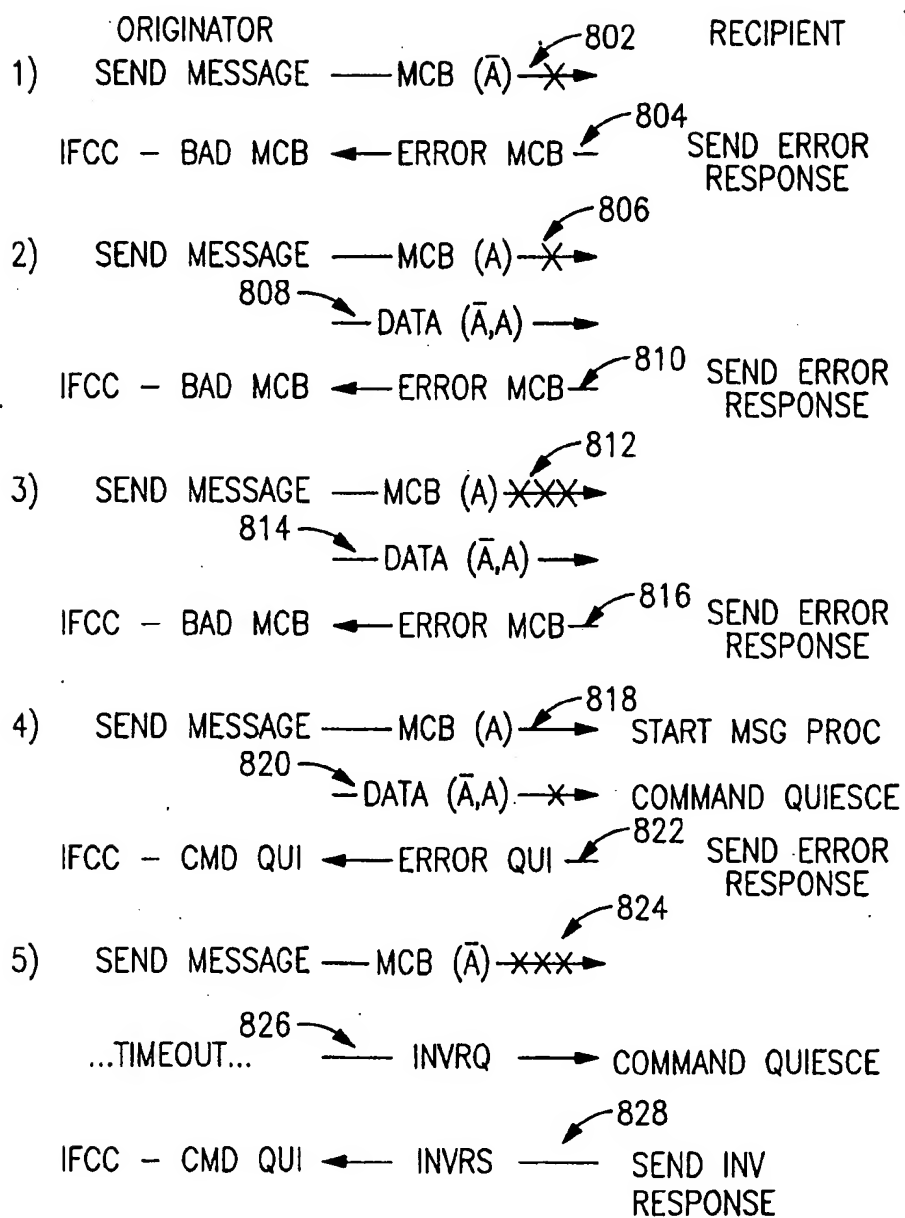 ORIGINATOR 802 RECIPIENT
1) SEND MESSAGE MCB (Ā)
804
IFCC - BAD MCB ERROR MCB SEND ERROR
RESPONSE
806
2) SEND MESSAGE MCB (A)
808
DATA (Ā,A)
810
IFCC - BAD MCB ERROR MCB SEND ERROR
RESPONSE
812
3) SEND MESSAGE MCB (A)
814
DATA (Ā,A)
816
IFCC - BAD MCB ERROR MCB SEND ERROR
RESPONSE
818
4) SEND MESSAGE MCB (A) START MSG PROC
820
DATA (Ā,A) COMMAND QUIESCE
822
IFCC - CMD QUI ERROR QUI SEND ERROR
RESPONSE
824
5) SEND MESSAGE MCB (Ā)
826
...TIMEOUT... INVRQ COMMAND QUIESCE
828
IFCC - CMD QUI INVRS SEND INV
RESPONSE